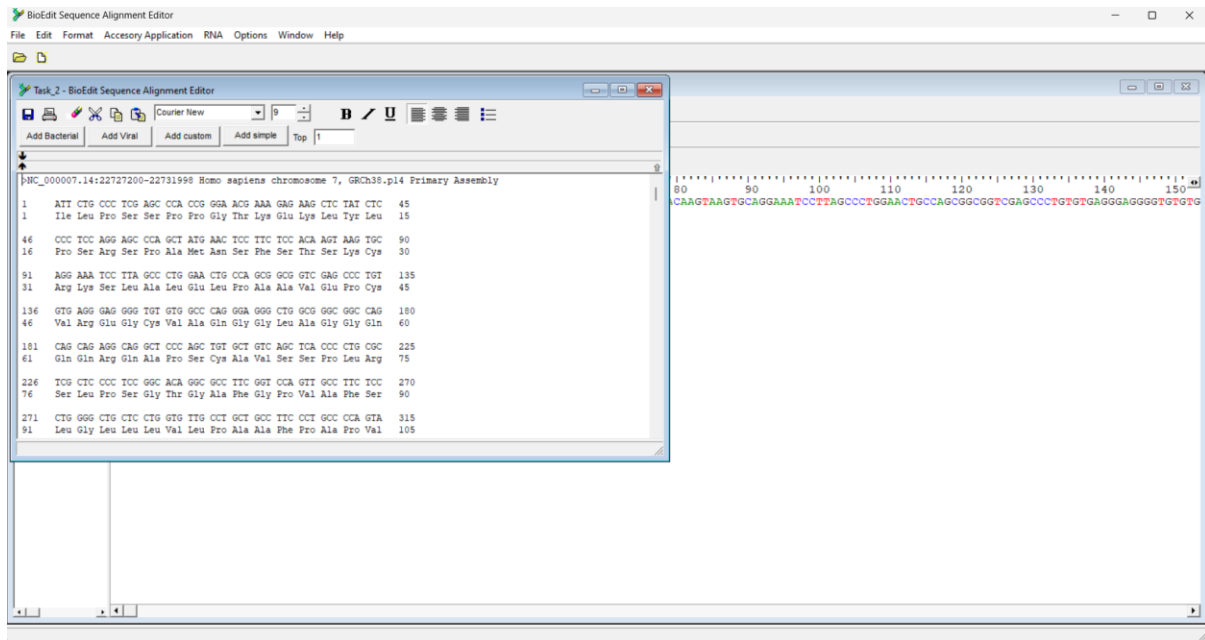 BioEdit Sequence Alignment Editor
File Edit Format Accesory Application RNA Options Window Help
Task_2 - BioEdit Sequence Alignment Editor
Courier New 9 B I U
Add Bacterial Add Viral Add custom Add simple Top 1
>NC_000007.14:22727200-22731998 Homo sapiens chromosome 7, GRCh38.p14 Primary Assembly
1 ATT CTG CCC TCG AGC CCA CCG GGA ACG AAA GAG AAG CTC TAT CTC 45
1 Ile Leu Pro Ser Ser Pro Pro Gly Thr Lys Glu Lys Leu Tyr Leu 15
46 CCC TCC AGG AGC CCA GCT ATG AAC TCC TTC TCC ACA AGT AAG TGC 90
16 Pro Ser Arg Ser Pro Ala Met Asn Ser Phe Ser Thr Ser Lys Cys 30
91 AGG AAA TCC TTA GCC CTG GAA CTG CCA GCG GCG GTC GAG CCC TGT 135
31 Arg Lys Ser Leu Ala Leu Glu Leu Pro Ala Ala Val Glu Pro Cys 45
136 GTG AGG GAG GGG TGT GTG GCC CAG GGA GGG CTG GCG GGC GGC CAG 180
46 Val Arg Glu Gly Cys Val Ala Gln Gly Gly Leu Ala Gly Gly Gln 60
181 CAG CAG AGG CAG GCT CCC AGC TGT GCT GTC AGC TCA CCC CTG CGC 225
61 Gln Gln Arg Gln Ala Pro Ser Cys Ala Val Ser Ser Pro Leu Arg 75
226 TCG CTC CCC TCC GGC ACA GGC GCC TTC GGT CCA GTT GCC TTC TCC 270
76 Ser Leu Pro Ser Gly Thr Gly Ala Phe Gly Pro Val Ala Phe Ser 90
271 CTG GGG CTG CTC CTG GTG TTG CCT GCT GCC TTC CCT GCC CCA GTA 315
91 Leu Gly Leu Leu Leu Val Leu Pro Ala Ala Phe Pro Ala Pro Val 105
80 90 100 110 120 130 140 150
ACAAGTAAGTGCAGGAAATCCTTAGCCCTGGAACTGCCAGCGGCGGTCGAGCCCTGTGTGAGGGAGGGGTGTGTG